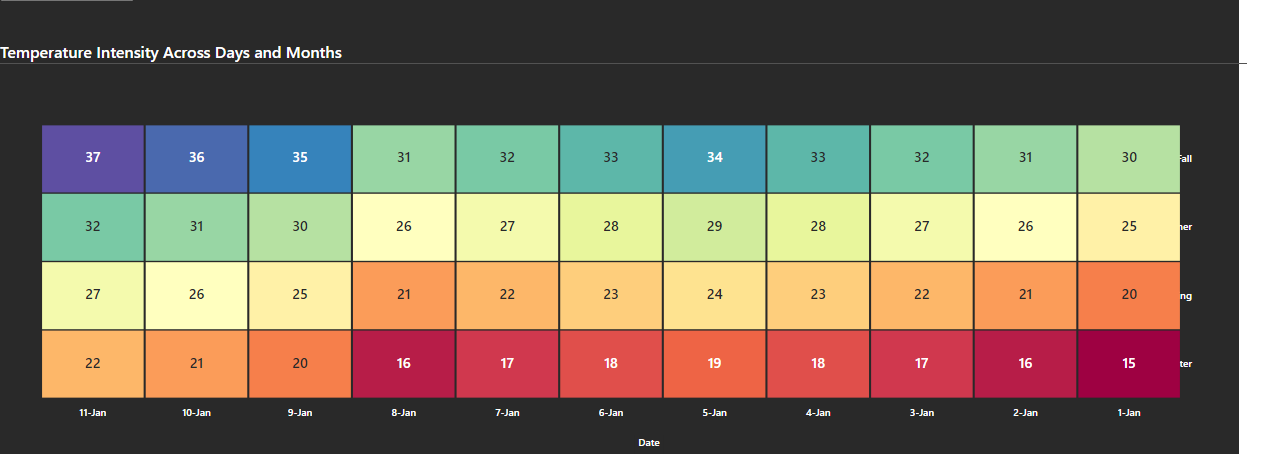 Temperature Intensity Across Days and Months
37 36 35 31 32 33 34 33 32 31 30 Fall
32 31 30 26 27 28 29 28 27 26 25
27 26 25 21 22 23 24 23 22 21 20
22 21 20 16 17 18 19 18 17 16 15
11-Jan 10-Jan 9-Jan 8-Jan 7-Jan 6-Jan 5-Jan 4-Jan 3-Jan 2-Jan 1-Jan
Date